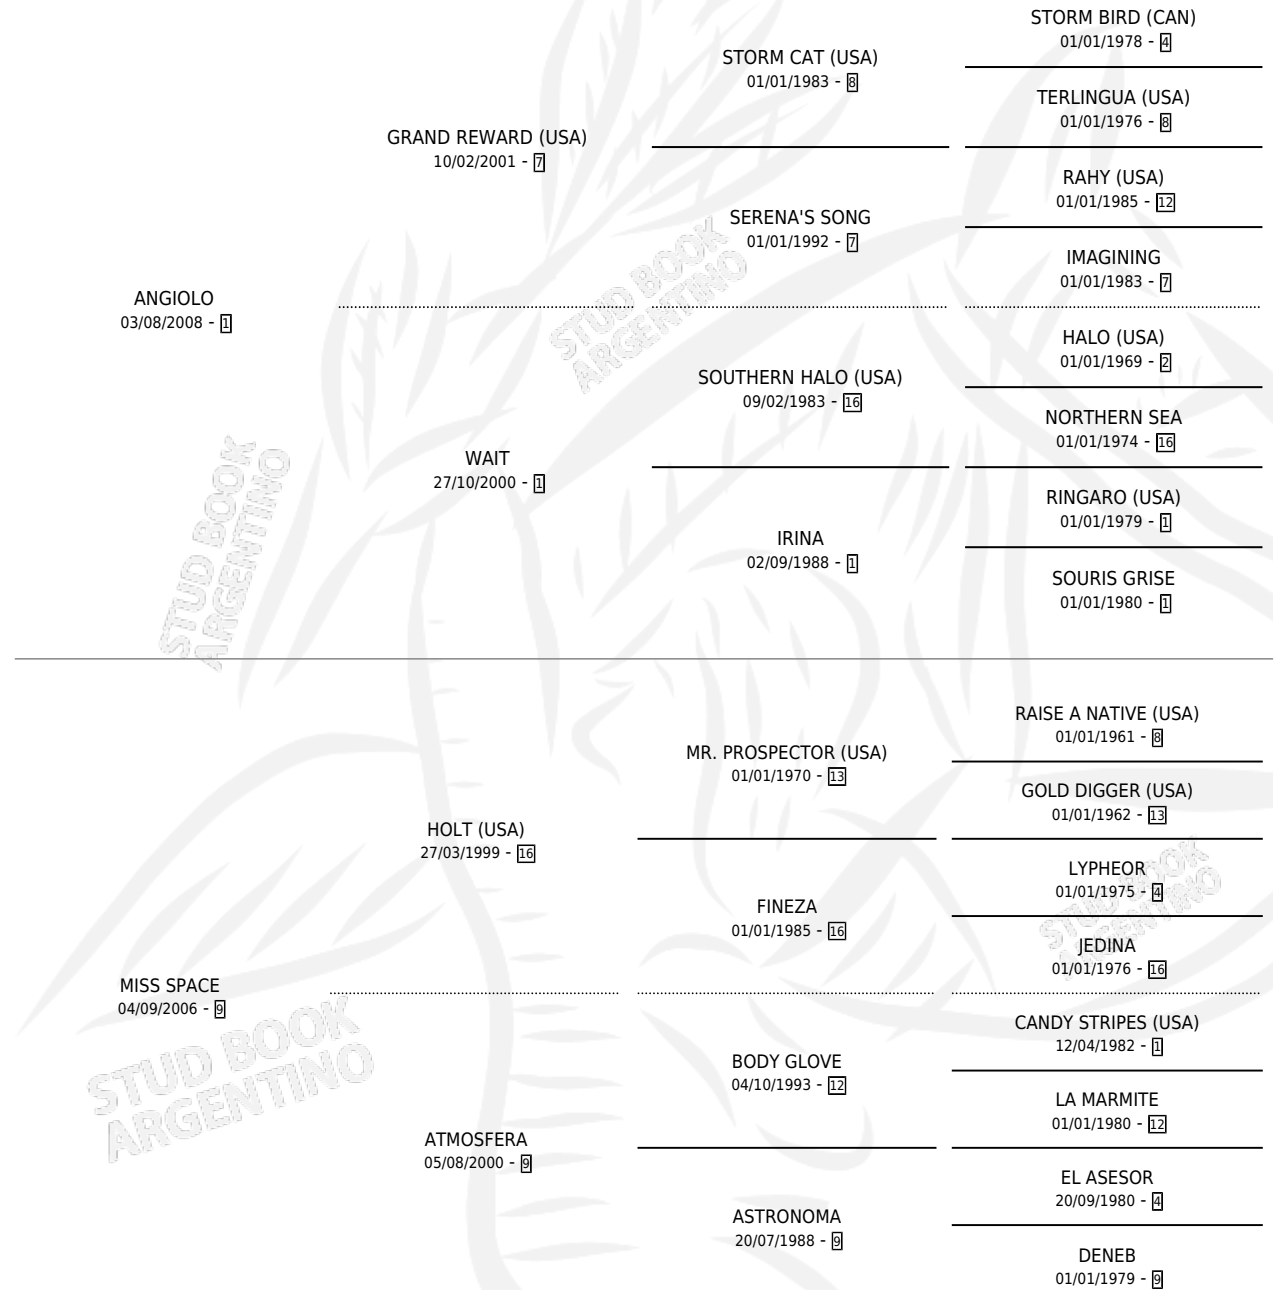 STORM BIRD (CAN)
01/01/1978 - 4
STORM CAT (USA)
01/01/1983 - 8
TERLINGUA (USA)
01/01/1976 - 8
GRAND REWARD (USA)
10/02/2001 - 7
RAHY (USA)
01/01/1985 - 12
SERENA'S SONG
01/01/1992 - 7
IMAGINING
01/01/1983 - 7
ANGIOLO
03/08/2008 - 1
HALO (USA)
01/01/1969 - 2
SOUTHERN HALO (USA)
09/02/1983 - 16
NORTHERN SEA
01/01/1974 - 16
WAIT
27/10/2000 - 1
RINGARO (USA)
01/01/1979 - 1
IRINA
02/09/1988 - 1
SOURIS GRISE
01/01/1980 - 1
RAISE A NATIVE (USA)
01/01/1961 - 8
MR. PROSPECTOR (USA)
01/01/1970 - 13
GOLD DIGGER (USA)
01/01/1962 - 13
HOLT (USA)
27/03/1999 - 16
LYPHEOR
01/01/1975 - 4
FINEZA
01/01/1985 - 16
JEDINA
01/01/1976 - 16
MISS SPACE
04/09/2006 - 9
CANDY STRIPES (USA)
12/04/1982 - 1
BODY GLOVE
04/10/1993 - 12
LA MARMITE
01/01/1980 - 12
ATMOSFERA
05/08/2000 - 9
EL ASESOR
20/09/1980 - 4
ASTRONOMA
20/07/1988 - 9
DENEB
01/01/1979 - 9
STUD BOOK
ARGENTINO
STUD BOOK
ARGENTINO
STUD BOOK
ARGENTINO
STUD BOOK
ARGENTINO